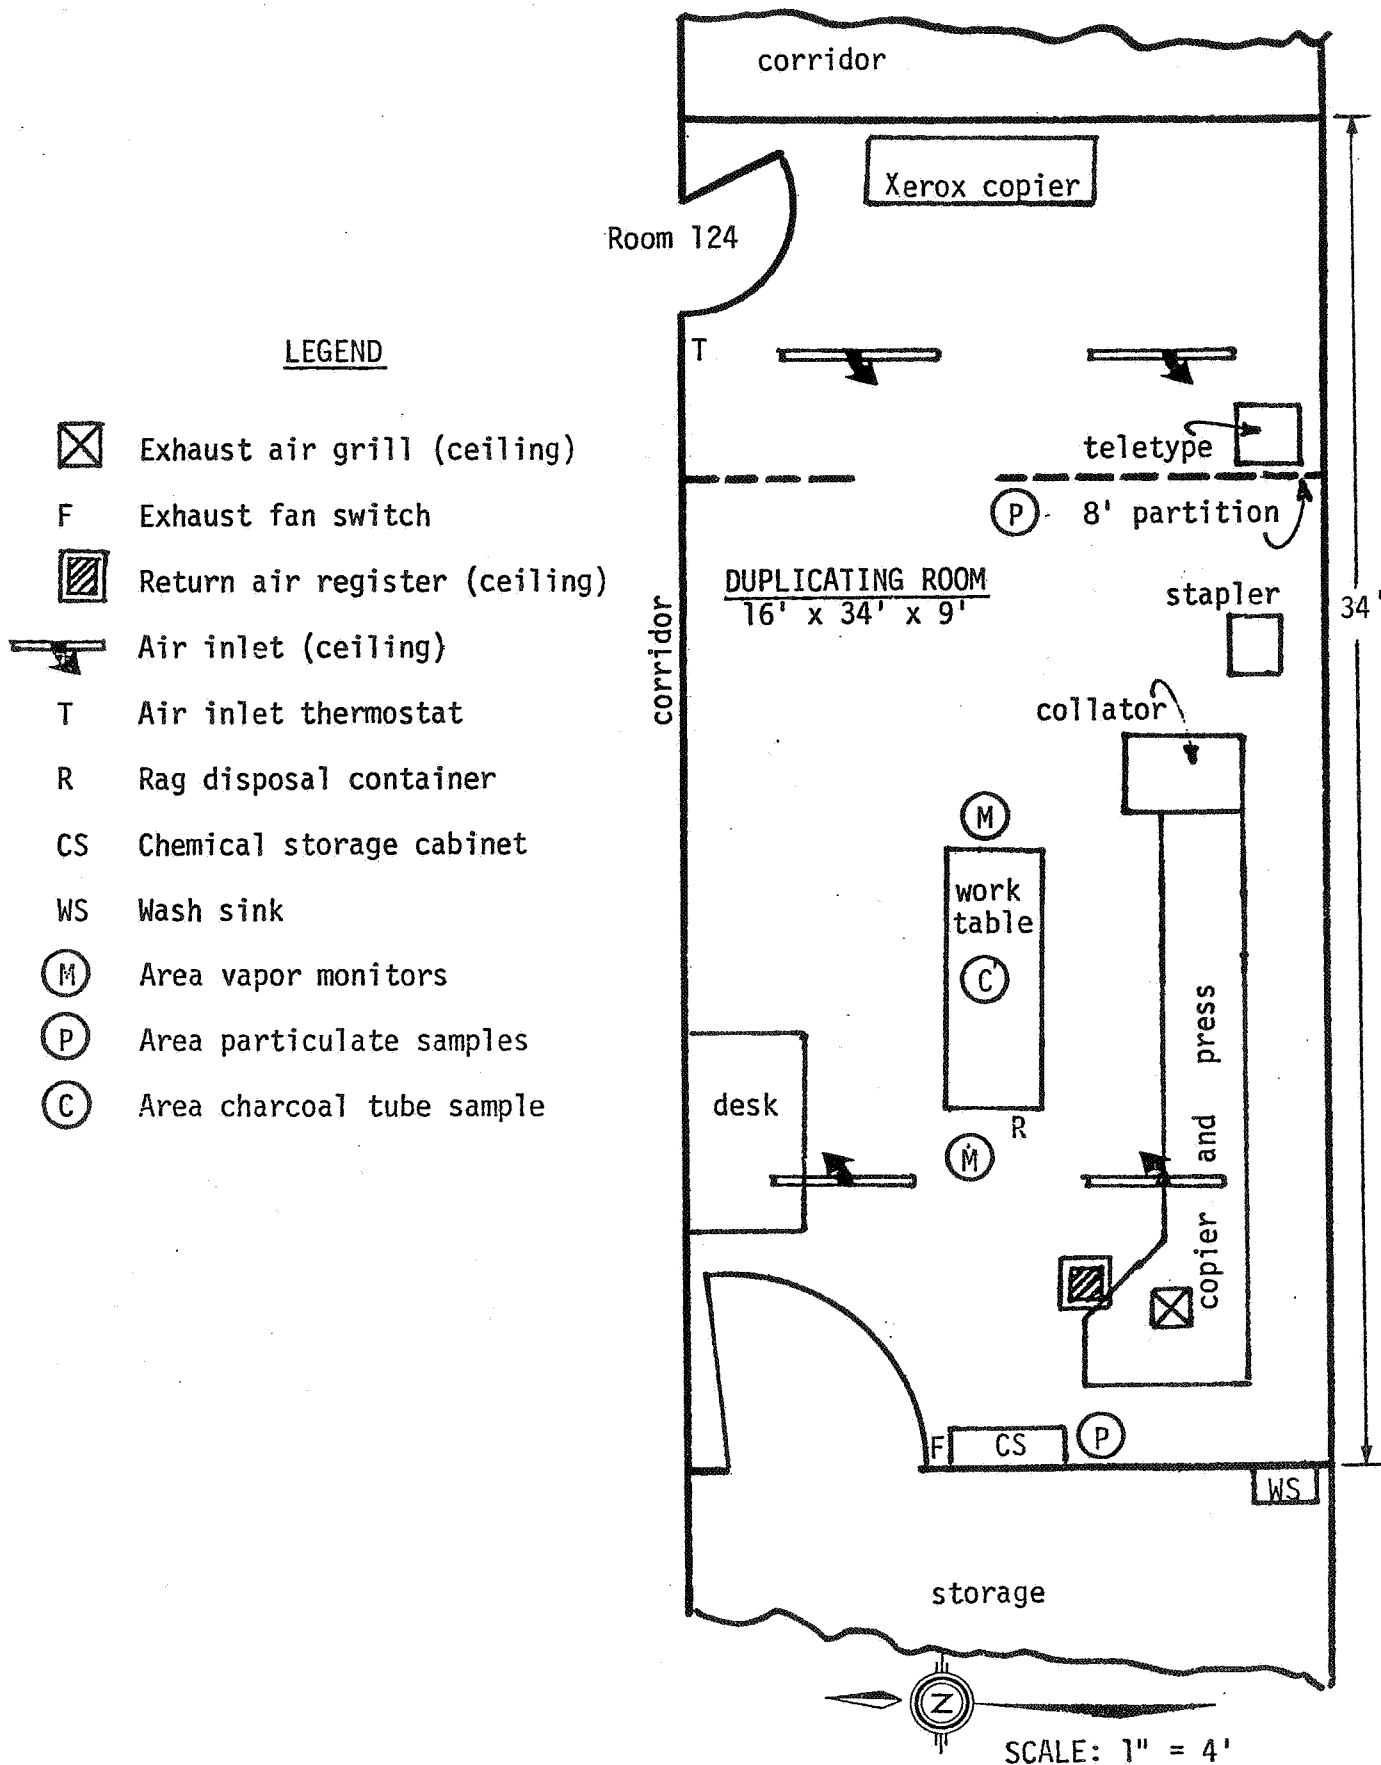 corridor
Xerox copier
Room 124
LEGEND
T
Exhaust air grill (ceiling)
teletype
F Exhaust fan switch
P 8' partition
Return air register (ceiling)
DUPLICATING ROOM
16' x 34' x 9'
stapler
34'
corridor
Air inlet (ceiling)
T Air inlet thermostat
collator
R Rag disposal container
M
CS Chemical storage cabinet
work
table
WS Wash sink
C
M Area vapor monitors
P Area particulate samples
C Area charcoal tube sample
desk
R
M
copier and press
F CS P
WS
storage
N
SCALE: 1" = 4'